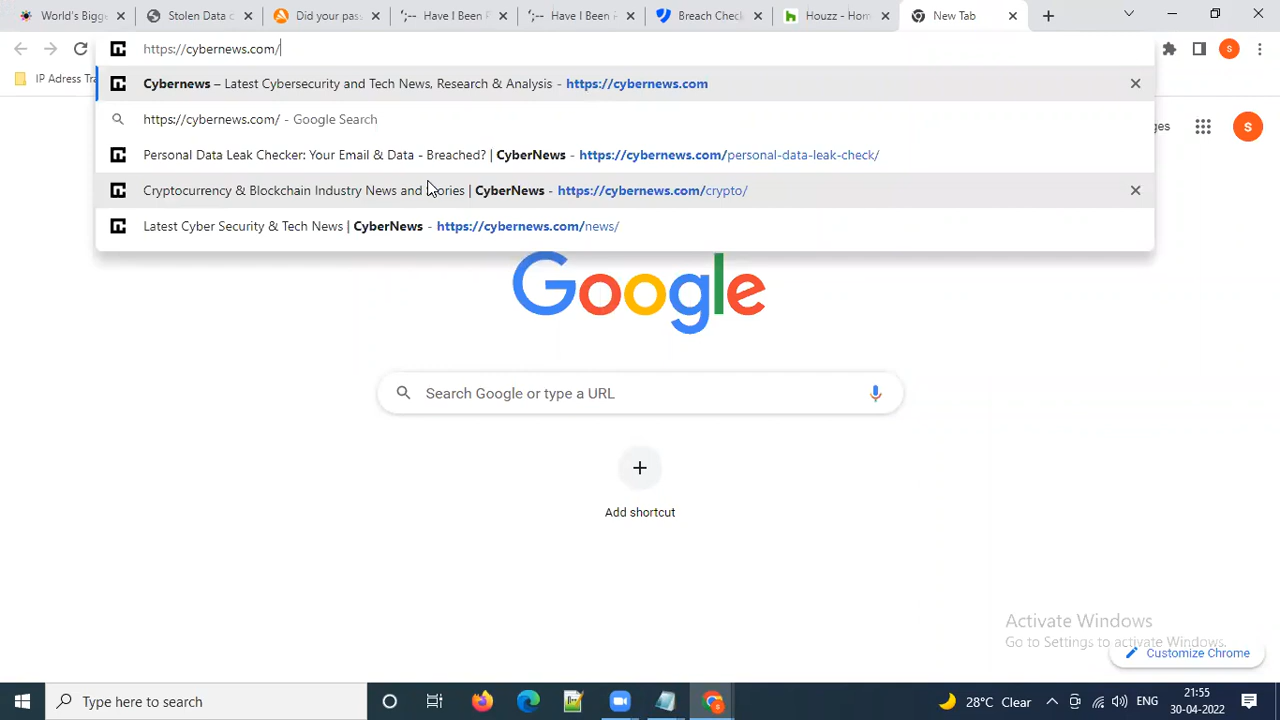 World's Bigge
Stolen Data c
Did your pas
Have I Been P
Have I Been
Breach Check
Houzz - Hom
New Tab
https://cybernews.com/
S
IP Adress Tra
Cybernews – Latest Cybersecurity and Tech News, Research & Analysis - https://cybernews.com
https://cybernews.com/ - Google Search
ges
S
Personal Data Leak Checker: Your Email & Data - Breached? | CyberNews - https://cybernews.com/personal-data-leak-check/
Cryptocurrency & Blockchain Industry News and ories | CyberNews - https://cybernews.com/crypto/
Latest Cyber Security & Tech News | CyberNews - https://cybernews.com/news/
Google
Search Google or type a URL
Add shortcut
Activate Windows
Go to Settings to activate Windows.
Customize Chrome
Type here to search
28°C Clear
ENG
21:55
30-04-2022